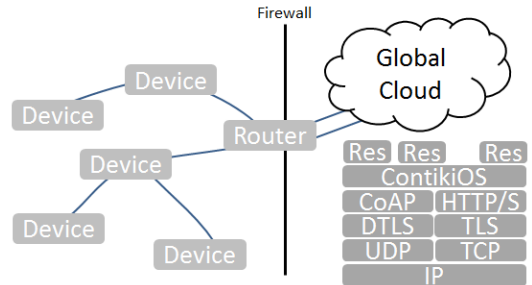 Firewall
Global
Cloud
Device
Device
Router
Device
Device
Device
Res Res Res
ContikiOS
CoAP HTTP/S
DTLS TLS
UDP TCP
IP